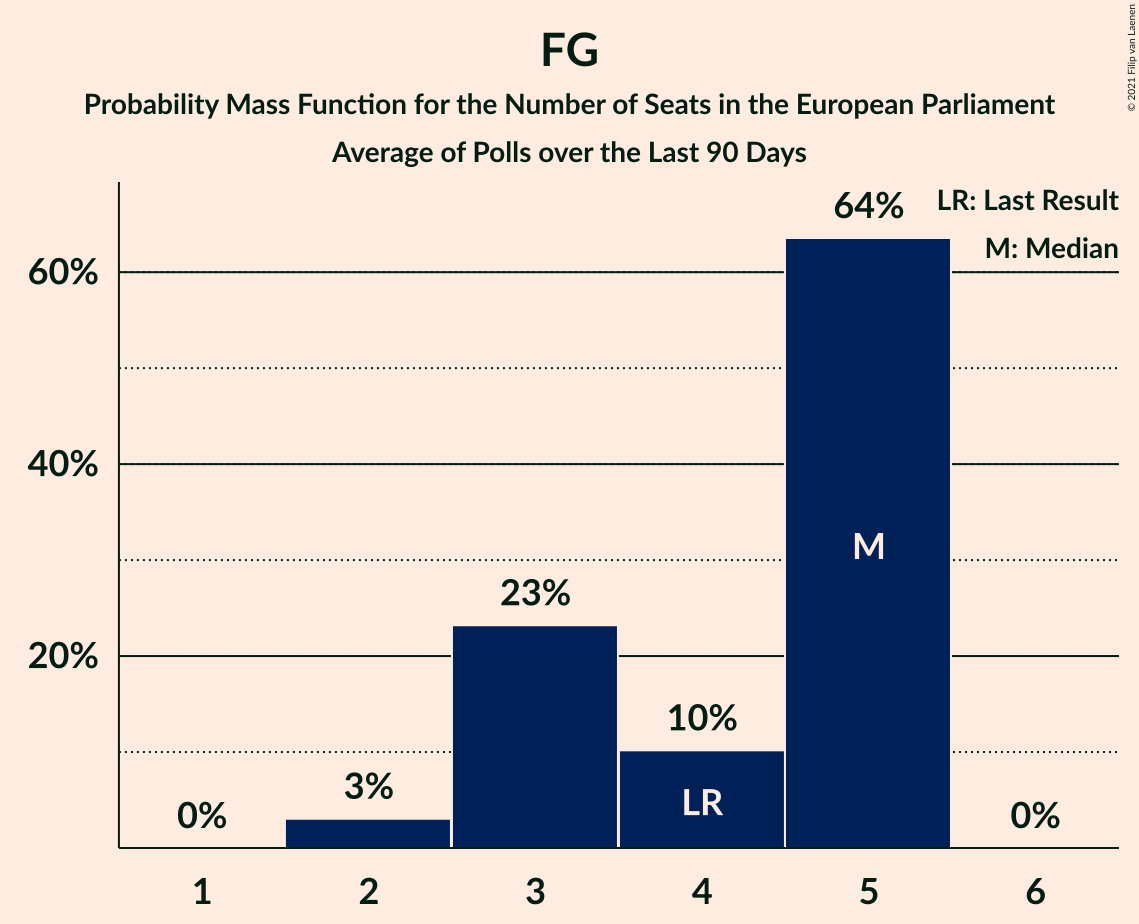 FG
Probability Mass Function for the Number of Seats in the European Parliament
Average of Polls over the Last 90 Days
© 2021 Filip van Laenen
LR: Last Result
M: Median
60%
40%
20%
0%
3%
23%
10%
64%
0%
LR
M
1 2 3 4 5 6